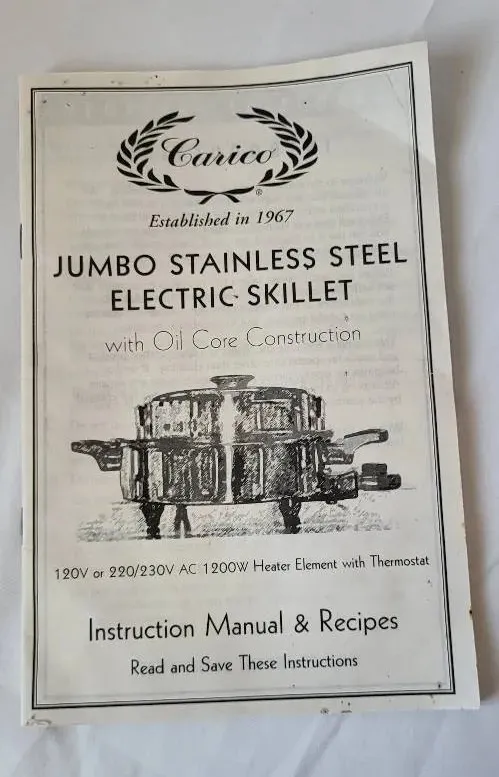 Carico
®
Established in 1967
JUMBO STAINLESS STEEL
ELECTRIC SKILLET
with Oil Core Construction
120V or 220/230V AC 1200W Heater Element with Thermostat
Instruction Manual & Recipes
Read and Save These Instructions